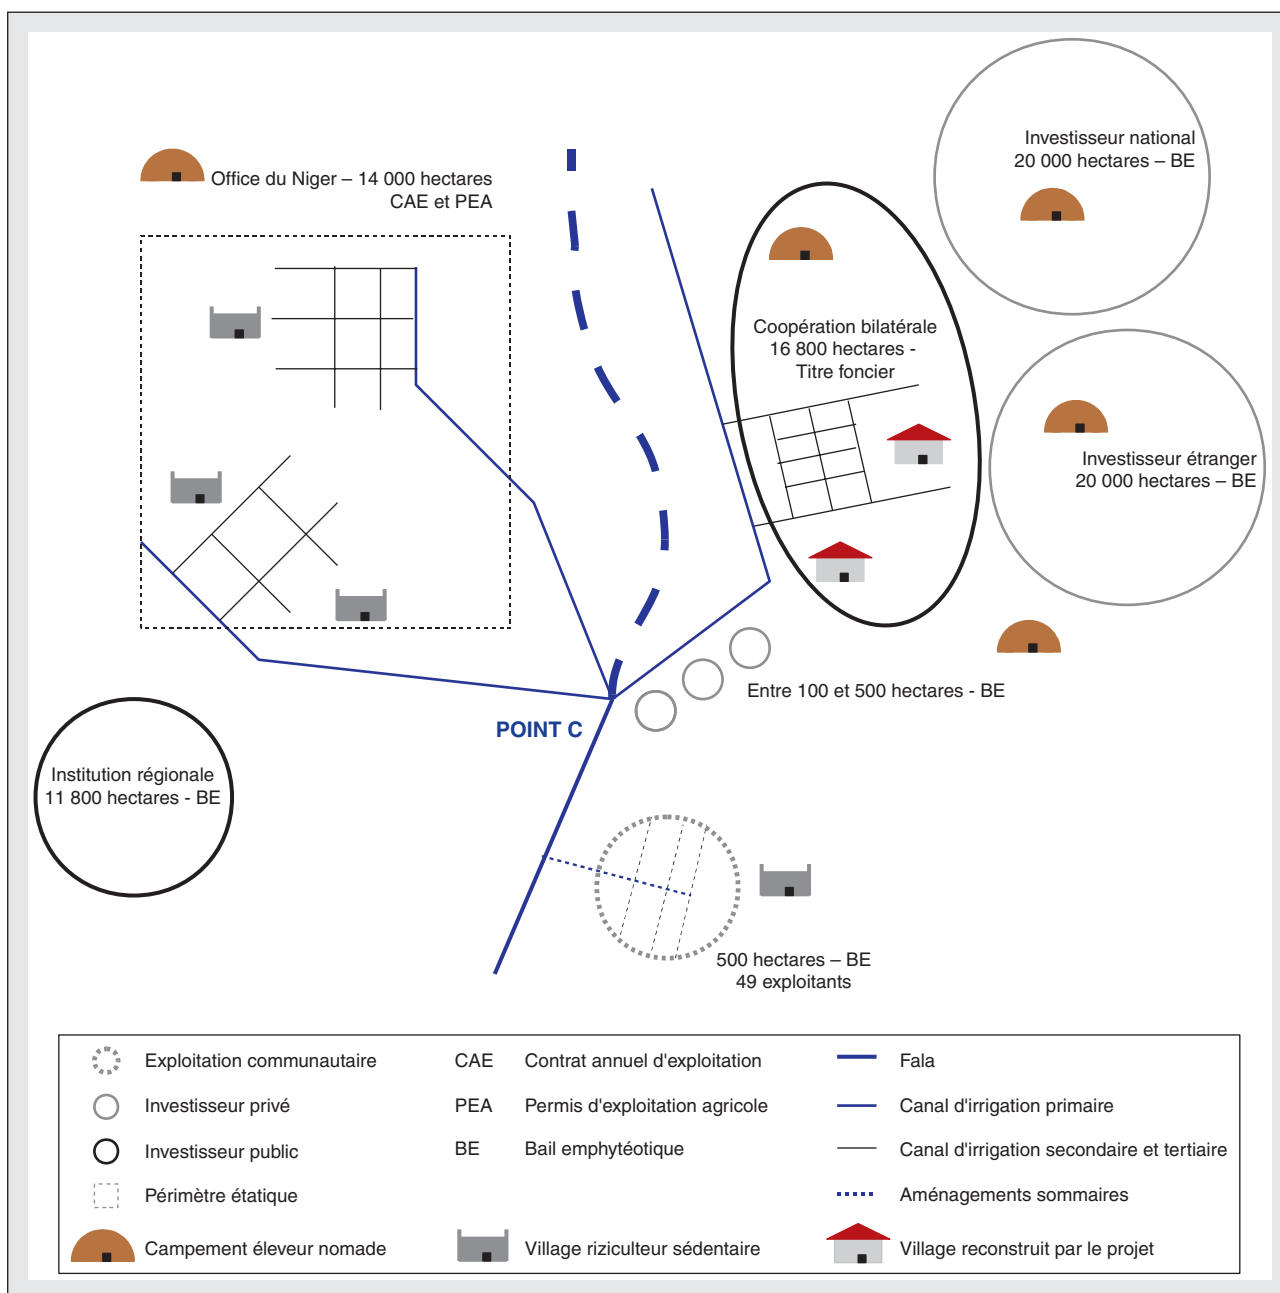 Investisseur national
20 000 hectares – BE
Office du Niger – 14 000 hectares
CAE et PEA
Coopération bilatérale
16 800 hectares -
Titre foncier
Investisseur étranger
20 000 hectares – BE
Entre 100 et 500 hectares - BE
POINT C
Institution régionale
11 800 hectares - BE
500 hectares – BE
49 exploitants
Exploitation communautaire
CAE Contrat annuel d'exploitation
Fala
Investisseur privé
PEA Permis d'exploitation agricole
Canal d'irrigation primaire
Investisseur public
BE Bail emphytéotique
Canal d'irrigation secondaire et tertiaire
Périmètre étatique
Aménagements sommaires
Campement éleveur nomade
Village riziculteur sédentaire
Village reconstruit par le projet